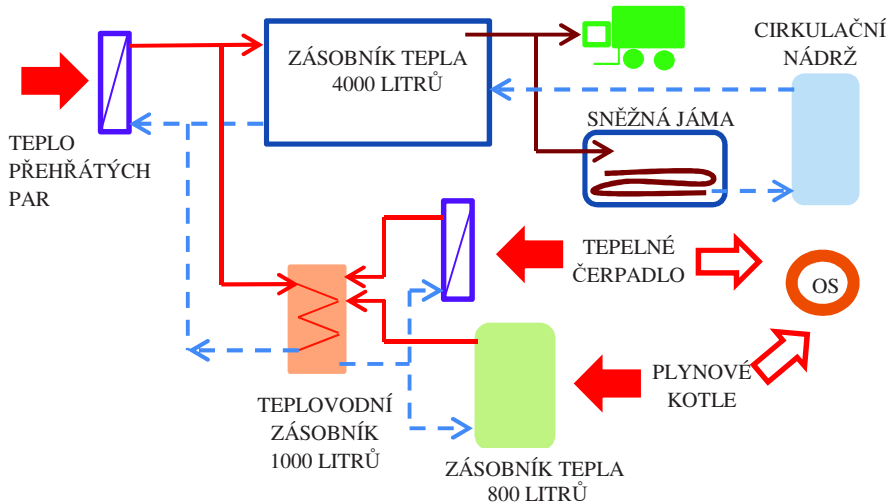 ZÁSOBNÍK TEPLA
4000 LITRŮ
CIRKULAČNÍ
NÁDRŽ
SNĚŽNÁ JÁMA
TEPLO
PŘEHŘÁTÝCH
PAR
TEPELNÉ
ČERPADLO
OS
PLYNOVÉ
KOTLE
TEPLOVODNÍ
ZÁSOBNÍK
1000 LITRŮ
ZÁSOBNÍK TEPLA
800 LITRŮ